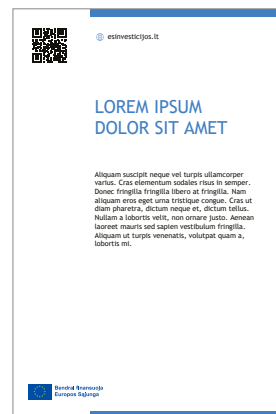 esinvesticijos.lt
LOREM IPSUM
DOLOR SIT AMET
Aliquam suscipit neque vel turpis ullamcorper
varius. Cras elementum sodales risus in semper.
Donec fringilla fringilla libero at fringilla. Nam
aliquam eros eget urna tristique congue. Cras ut
diam pharetra, dictum neque et, dictum tellus.
Nullam a lobortis velit, non ornare justo. Aenean
laoreet mauris sed sapien vestibulum fringilla.
Aliquam ut turpis venenatis, volutpat quam a,
lobortis mi.
Bendrai finansuoja
Europos Sąjunga